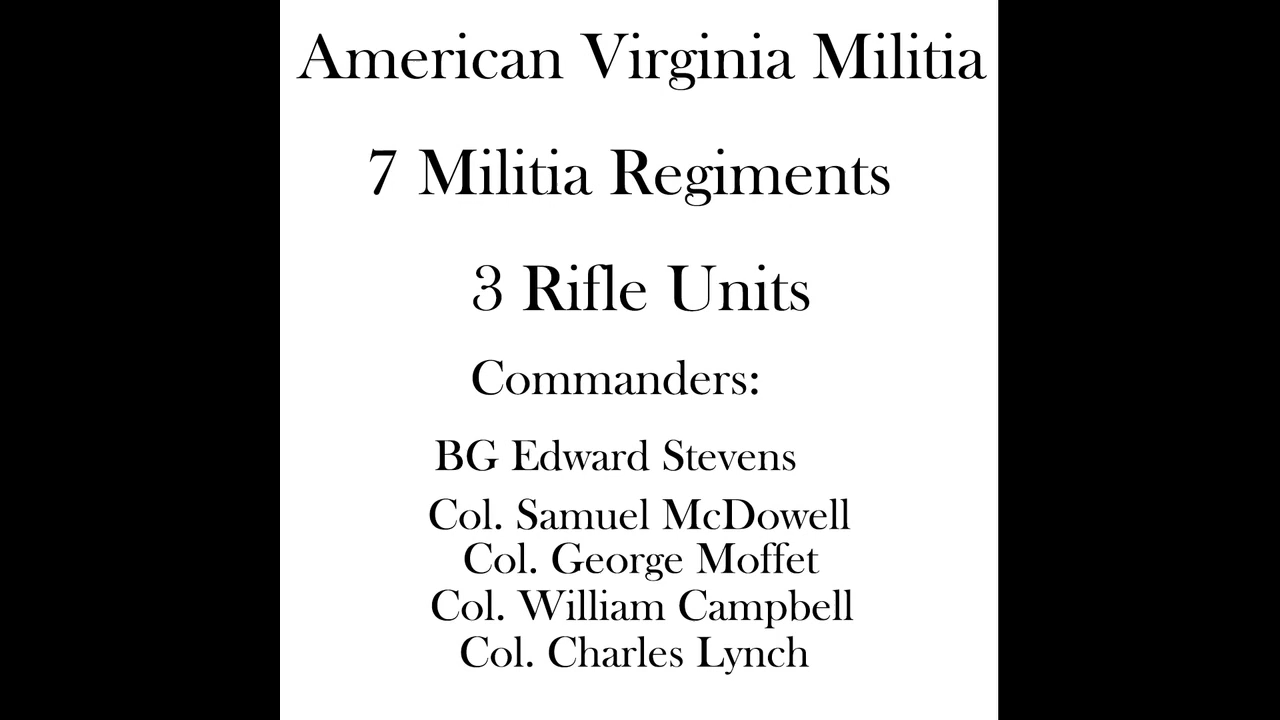 American Virginia Militia
7 Militia Regiments
3 Rifle Units
Commanders:
BG Edward Stevens
Col. Samuel McDowell
Col. George Moffet
Col. William Campbell
Col. Charles Lynch